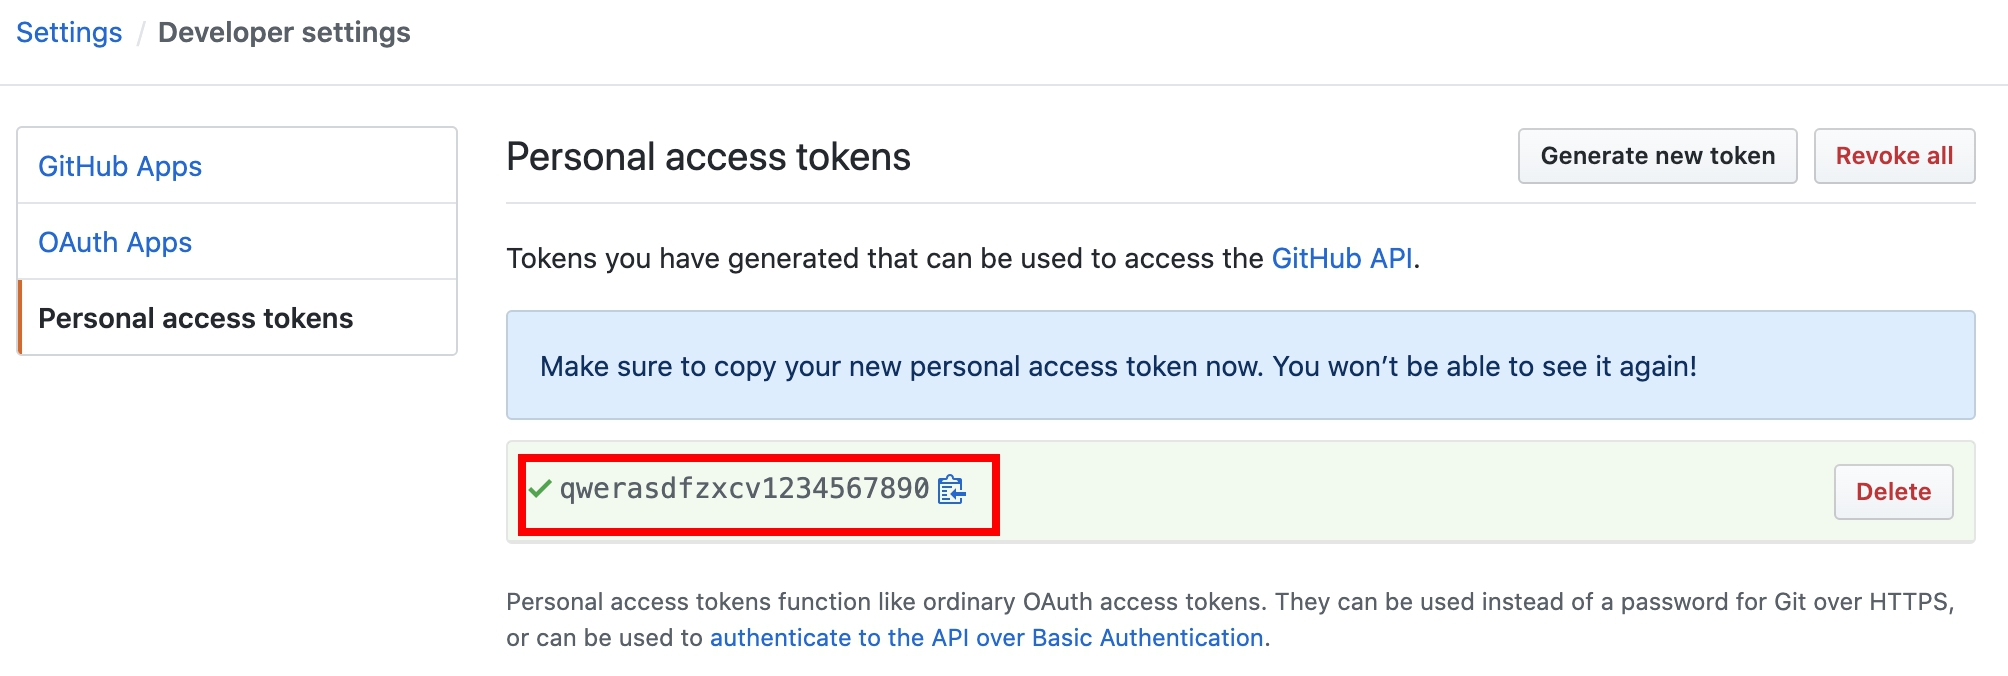 Settings / Developer settings
GitHub Apps
OAuth Apps
Personal access tokens
Personal access tokens
Generate new token
Revoke all
Tokens you have generated that can be used to access the GitHub API.
Make sure to copy your new personal access token now. You won’t be able to see it again!
qwerasdfzxcv1234567890
Delete
Personal access tokens function like ordinary OAuth access tokens. They can be used instead of a password for Git over HTTPS,
or can be used to authenticate to the API over Basic Authentication.